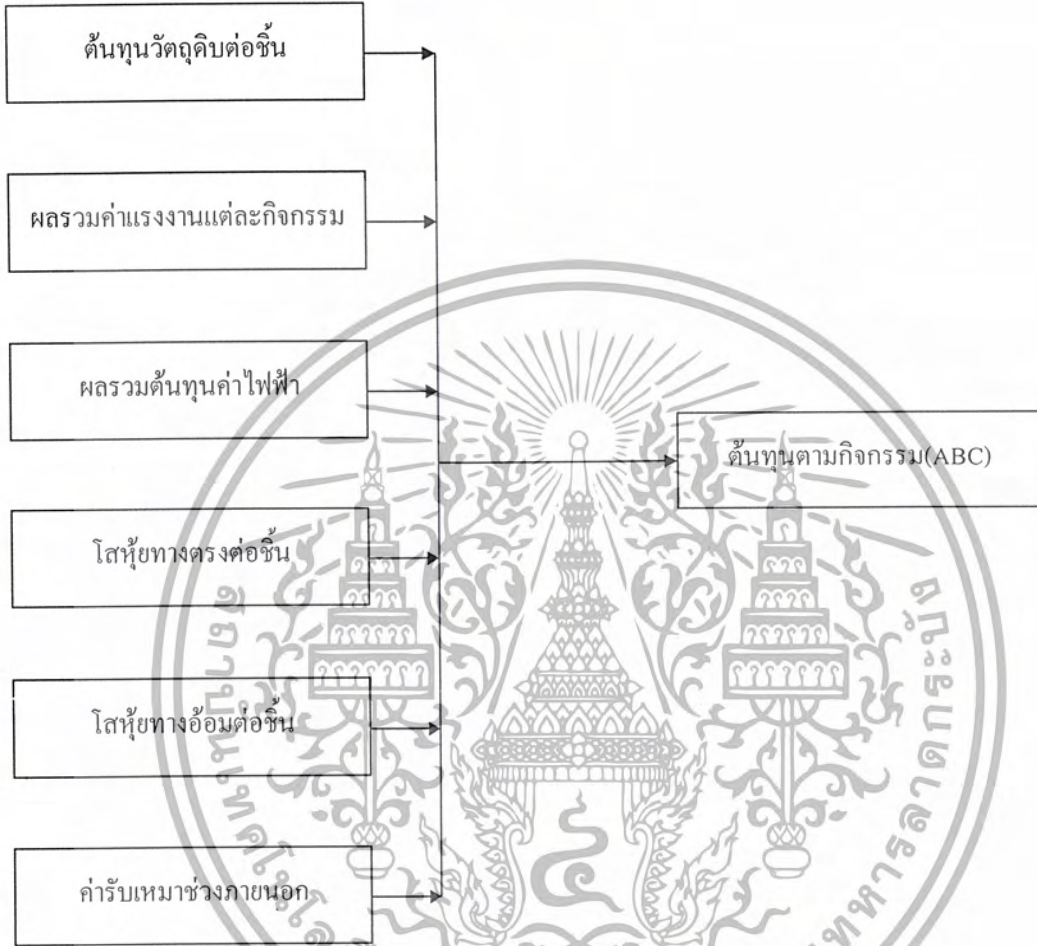 ต้นทุนวัตถุดิบต่อชิ้น
ผลรวมค่าแรงงานแต่ละกิจกรรม
ผลรวมต้นทุนค่าไฟฟ้า
ต้นทุนตามกิจกรรม(ABC)
โสหุ้ยทางตรงต่อชิ้น
โสหุ้ยทางอ้อมต่อชิ้น
ค่ารับเหมาช่วงภายนอก